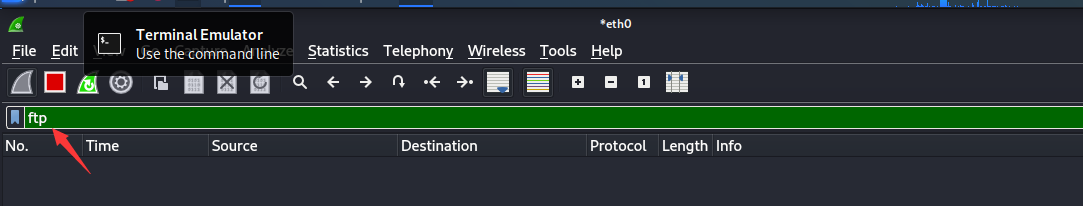 *eth0
Terminal Emulator
Use the command line
File Edit Statistics Telephony Wireless Tools Help
ftp
No. Time Source Destination Protocol Length Info